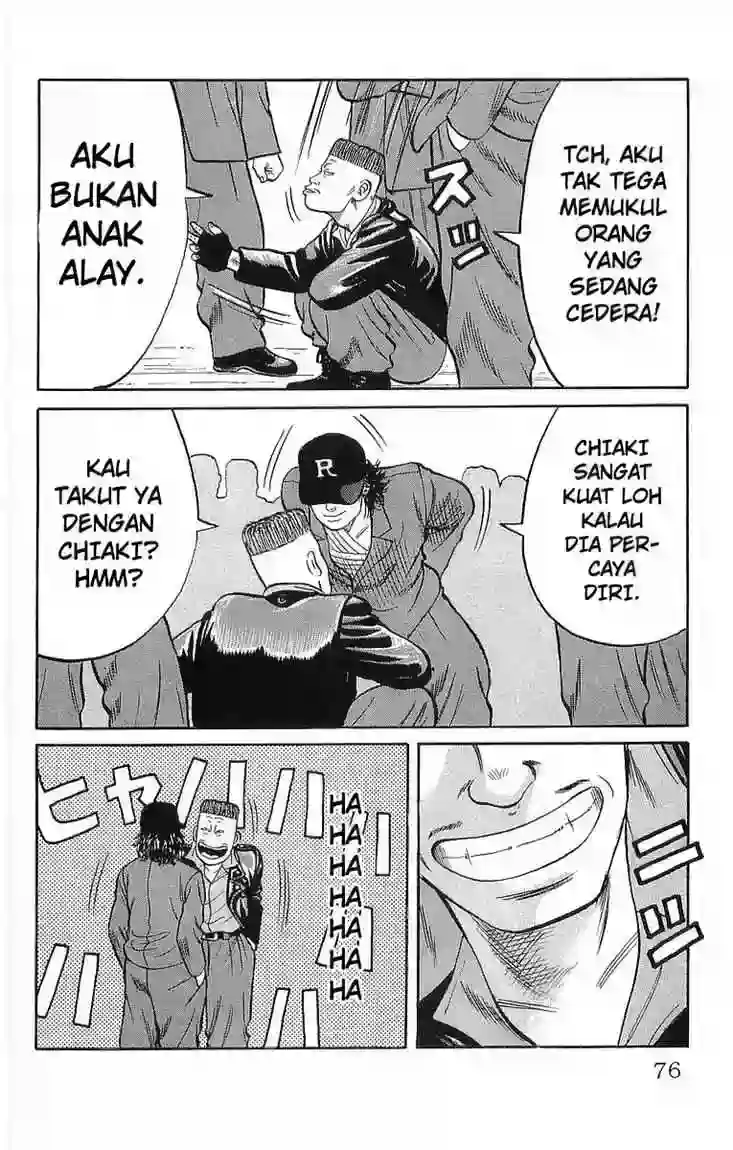 TCH, AKU
TAK TEGA
MEMUKUL
ORANG
YANG
SEDANG
CEDERA!
スッ
AKU
BUKAN
ANAK
ALAY.
CHIAKI
SANGAT
KUAT LOH
KALAU
DIA PER-
CAYA
DIRI.
R
KAU
TAKUT YA
DENGAN
CHIAKI?
HMM?
ニッ
ヒャハハハハハ
HA
HA
HA
HA
HA
HA
HA
76